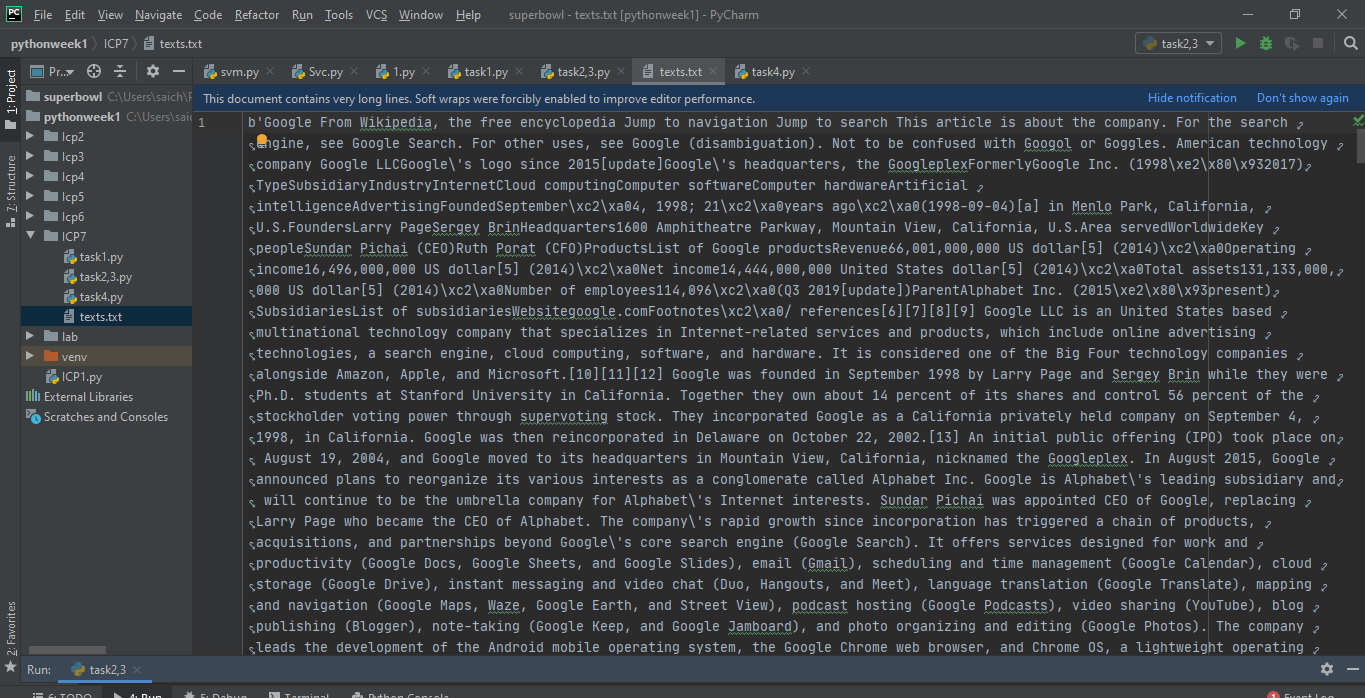 PC File Edit View Navigate Code Refactor Run Tools VCS Window Help superbowl - texts.txt [pythonweek1] - PyCharm
pythonweek1 ICP7 texts.txt task2,3
Pr... svm.py Svc.py 1.py task1.py task2,3.py texts.txt task4.py
1: Project
7: Structure
2: Favorites
superbowl C:\Users\saich\P
pythonweek1 C:\Users\saic
Icp2
Icp3
Icp4
Icp5
Icp6
ICP7
task1.py
task2,3.py
task4.py
texts.txt
lab
venv
ICP1.py
External Libraries
Scratches and Consoles
This document contains very long lines. Soft wraps were forcibly enabled to improve editor performance. Hide notification Don't show again
1 b'Google From Wikipedia, the free encyclopedia Jump to navigation Jump to search This article is about the company. For the search
engine, see Google Search. For other uses, see Google (disambiguation). Not to be confused with Googol or Goggles. American technology
company Google LLCGoogle\'s logo since 2015[update]Google\'s headquarters, the GoogleplexFormerlyGoogle Inc. (1998\xe2\x80\x932017)
TypeSubsidiaryIndustryInternetCloud computingComputer softwareComputer hardwareArtificial
intelligenceAdvertisingFoundedSeptember\xc2\xa04, 1998; 21\xc2\xa0years ago\xc2\xa0(1998-09-04)[a] in Menlo Park, California,
U.S.FoundersLarry PageSergey BrinHeadquarters1600 Amphitheatre Parkway, Mountain View, California, U.S.Area servedWorldwideKey
peopleSundar Pichai (CEO)Ruth Porat (CFO)ProductsList of Google productsRevenue66,001,000,000 US dollar[5] (2014)\xc2\xa0Operating
income16,496,000,000 US dollar[5] (2014)\xc2\xa0Net income14,444,000,000 United States dollar[5] (2014)\xc2\xa0Total assets131,133,000,
000 US dollar[5] (2014)\xc2\xa0Number of employees114,096\xc2\xa0(Q3 2019[update])ParentAlphabet Inc. (2015\xe2\x80\x93present)
SubsidiariesList of subsidiariesWebsitegoogle.comFootnotes\xc2\xa0/ references[6][7][8][9] Google LLC is an United States based
multinational technology company that specializes in Internet-related services and products, which include online advertising
technologies, a search engine, cloud computing, software, and hardware. It is considered one of the Big Four technology companies
alongside Amazon, Apple, and Microsoft.[10][11][12] Google was founded in September 1998 by Larry Page and Sergey Brin while they were
Ph.D. students at Stanford University in California. Together they own about 14 percent of its shares and control 56 percent of the
stockholder voting power through supervoting stock. They incorporated Google as a California privately held company on September 4,
1998, in California. Google was then reincorporated in Delaware on October 22, 2002.[13] An initial public offering (IPO) took place on
August 19, 2004, and Google moved to its headquarters in Mountain View, California, nicknamed the Googleplex. In August 2015, Google
announced plans to reorganize its various interests as a conglomerate called Alphabet Inc. Google is Alphabet\'s leading subsidiary and
will continue to be the umbrella company for Alphabet\'s Internet interests. Sundar Pichai was appointed CEO of Google, replacing
Larry Page who became the CEO of Alphabet. The company\'s rapid growth since incorporation has triggered a chain of products,
acquisitions, and partnerships beyond Google\'s core search engine (Google Search). It offers services designed for work and
productivity (Google Docs, Google Sheets, and Google Slides), email (Gmail), scheduling and time management (Google Calendar), cloud
storage (Google Drive), instant messaging and video chat (Duo, Hangouts, and Meet), language translation (Google Translate), mapping
and navigation (Google Maps, Waze, Google Earth, and Street View), podcast hosting (Google Podcasts), video sharing (YouTube), blog
publishing (Blogger), note-taking (Google Keep, and Google Jamboard), and photo organizing and editing (Google Photos). The company
leads the development of the Android mobile operating system, the Google Chrome web browser, and Chrome OS, a lightweight operating
Run: task2,3
6: TODO 4: Run 5: Debug Terminal Python Console 1 Event Log